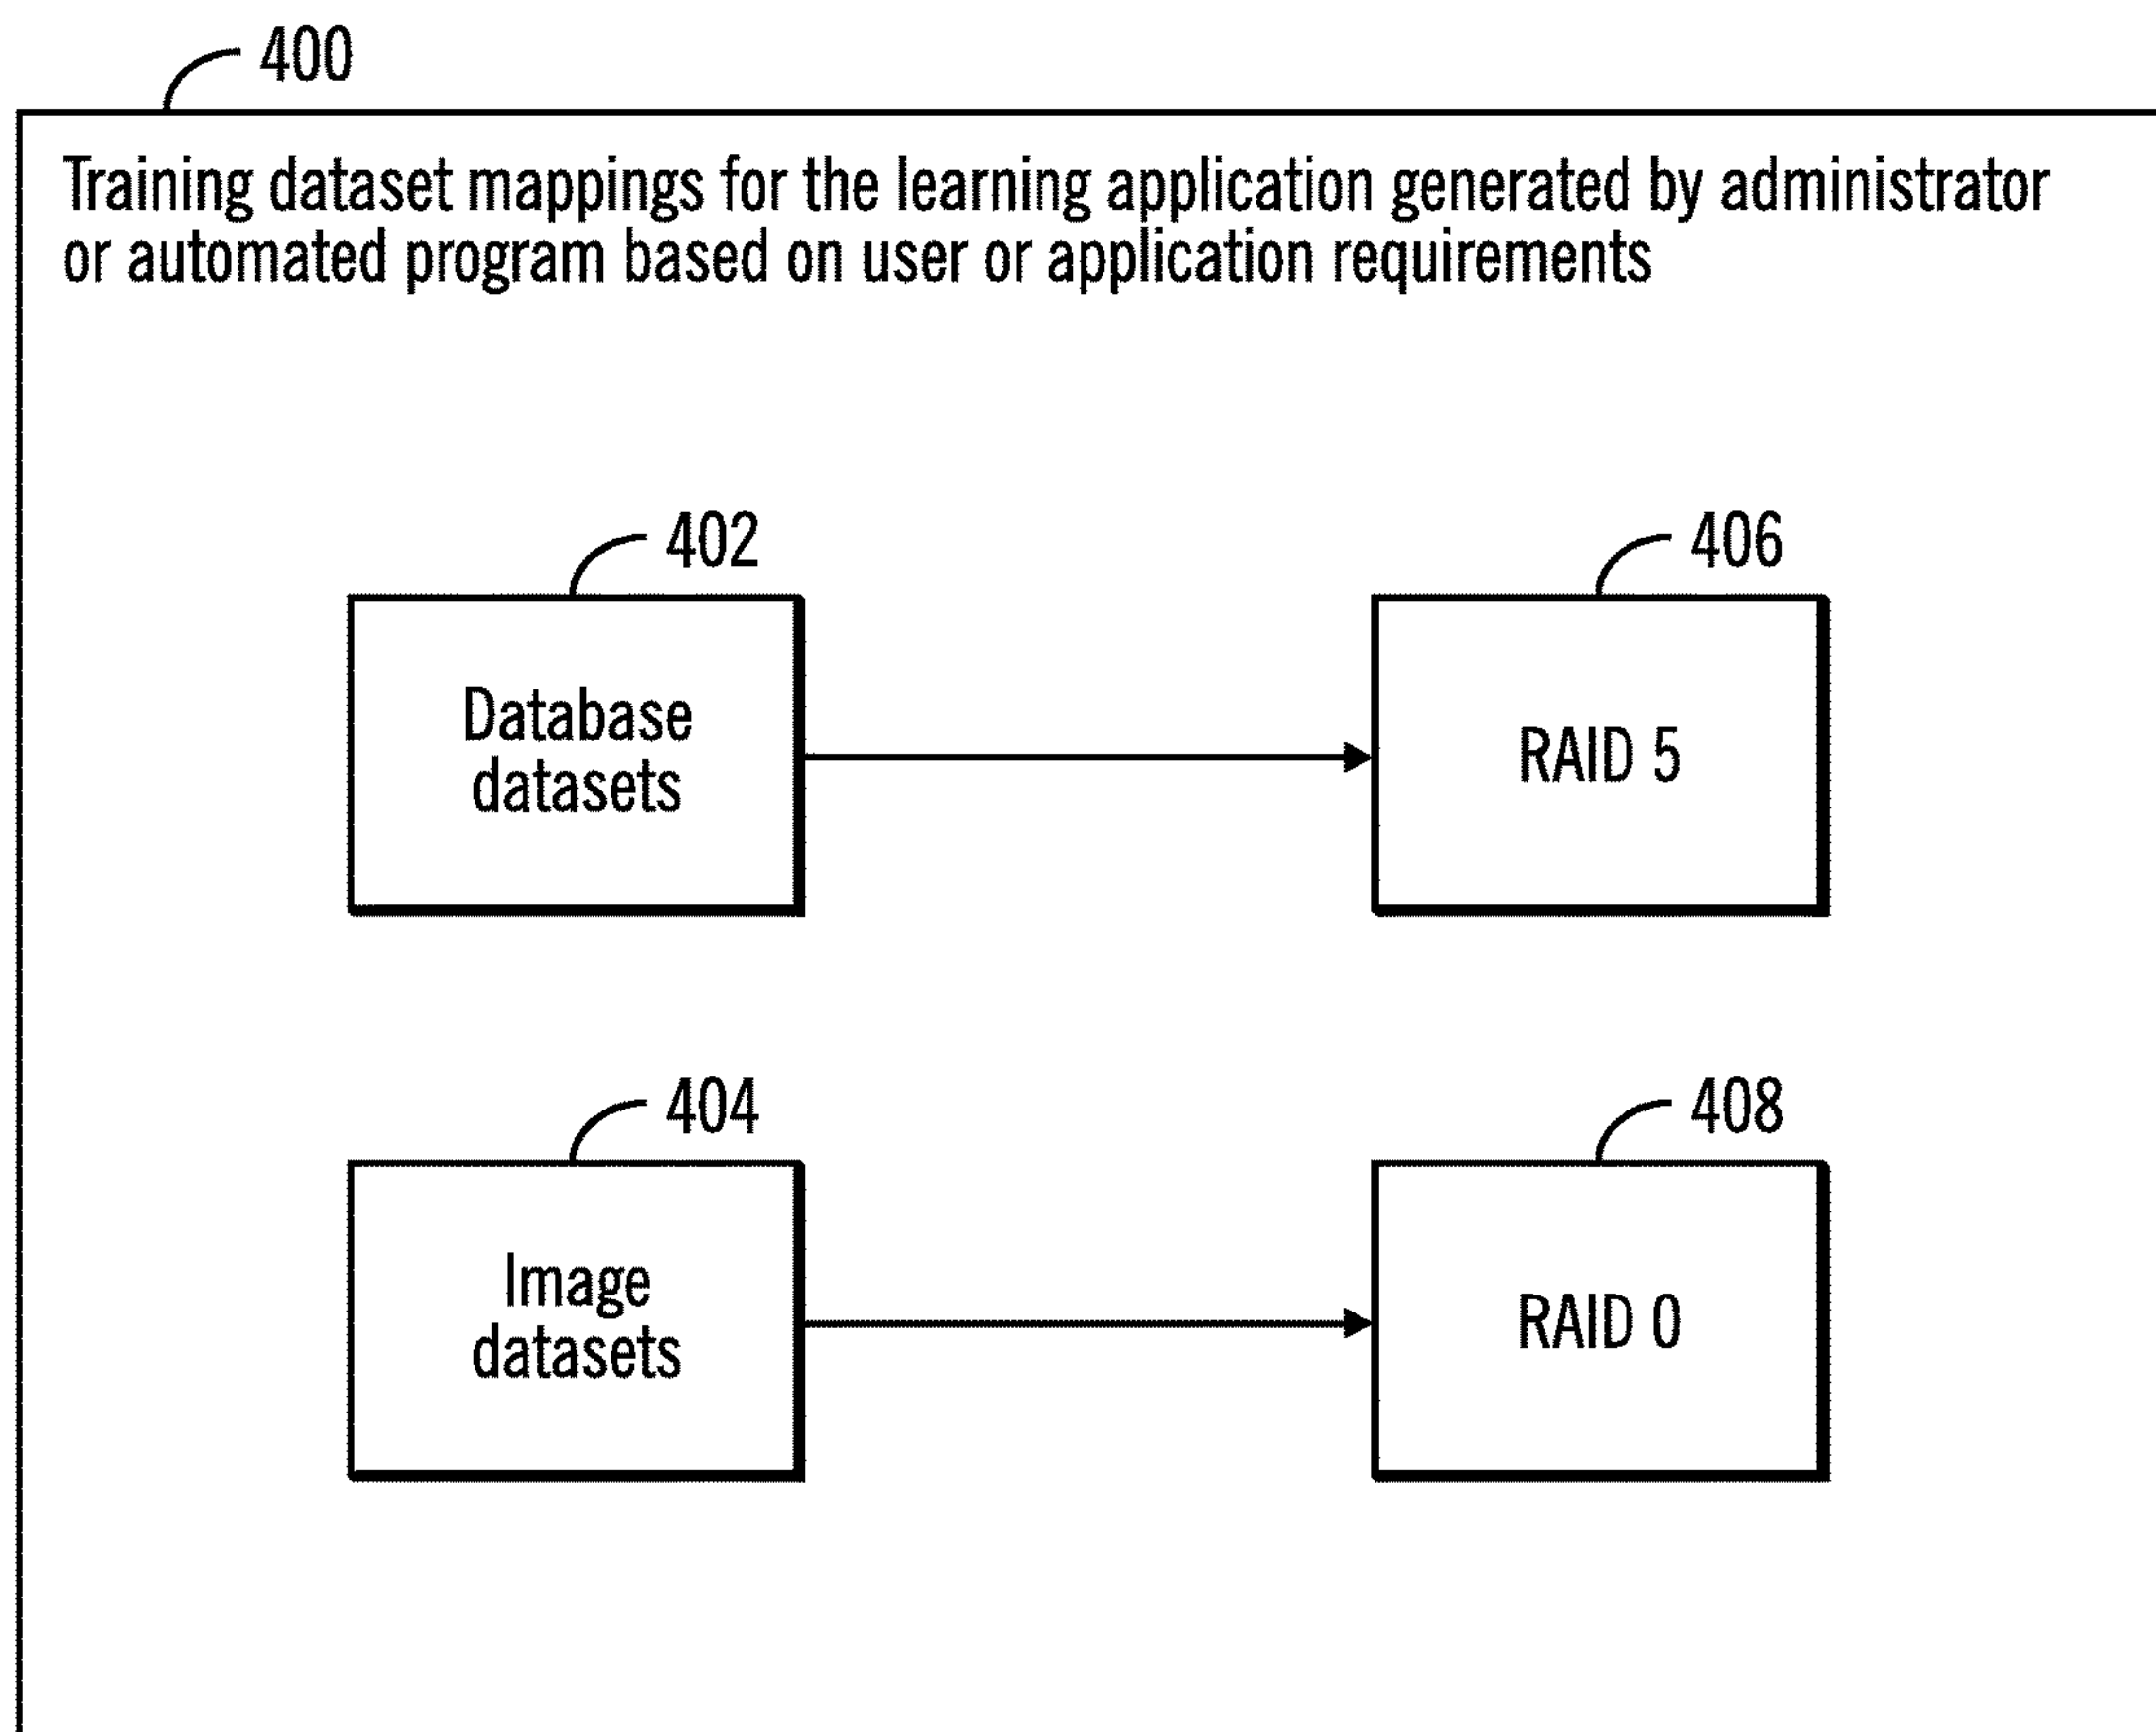 400
Training dataset mappings for the learning application generated by administrator
or automated program based on user or application requirements
402
406
Database
datasets
RAID 5
404
408
Image
datasets
RAID 0